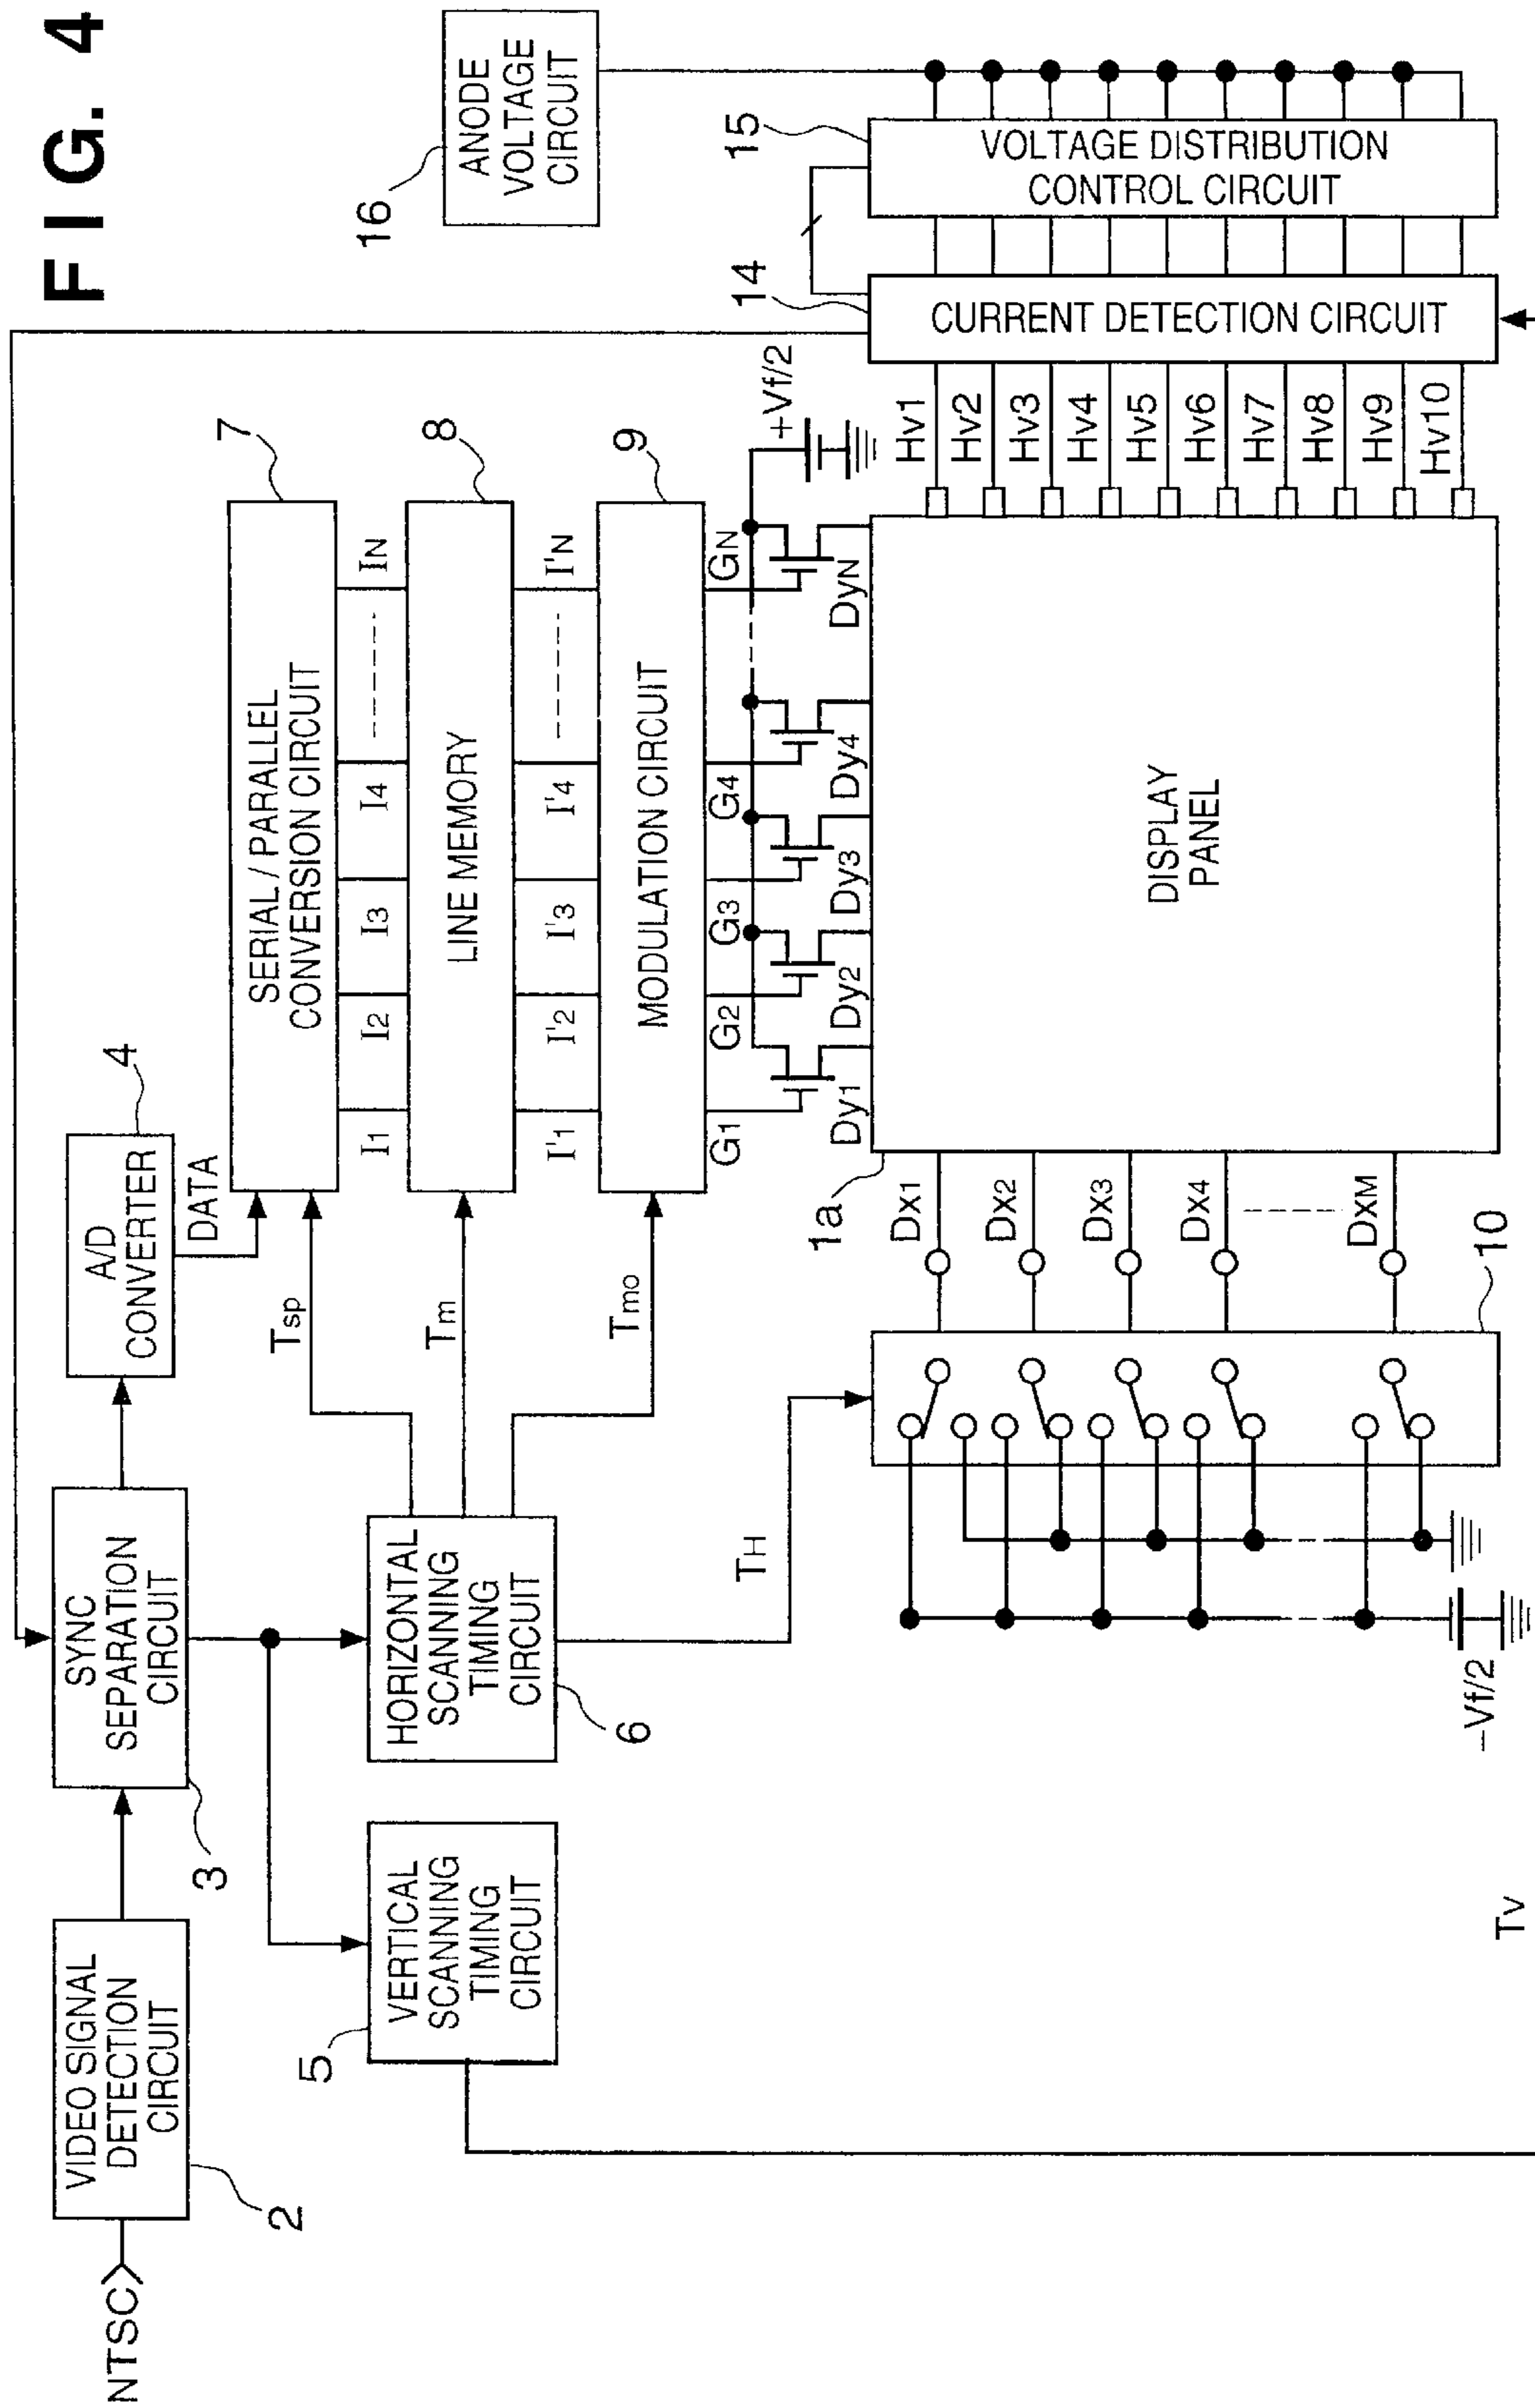 FIG. 4
NTSC
VIDEO SIGNAL
DETECTION
CIRCUIT
2
SYNC
SEPARATION
CIRCUIT
3
A/D
CONVERTER
4
DATA
VERTICAL
SCANNING
TIMING
CIRCUIT
5
HORIZONTAL
SCANNING
TIMING
CIRCUIT
6
Tsp
Tm
Tmo
TH
SERIAL / PARALLEL
CONVERSION CIRCUIT
7
I1 I2 I3 I4 IN
LINE MEMORY
8
I'1 I'2 I'3 I'4 I'N
MODULATION CIRCUIT
9
G1 G2 G3 G4 GN
+Vf/2
Dy1 Dy2 Dy3 Dy4 DyN
ANODE
VOLTAGE
CIRCUIT
16
1a
DISPLAY
PANEL
Dx1
Dx2
Dx3
Dx4
DxM
10
-Vf/2
Hv1
Hv2
Hv3
Hv4
Hv5
Hv6
Hv7
Hv8
Hv9
Hv10
CURRENT DETECTION CIRCUIT
14
VOLTAGE DISTRIBUTION
CONTROL CIRCUIT
15
Tv